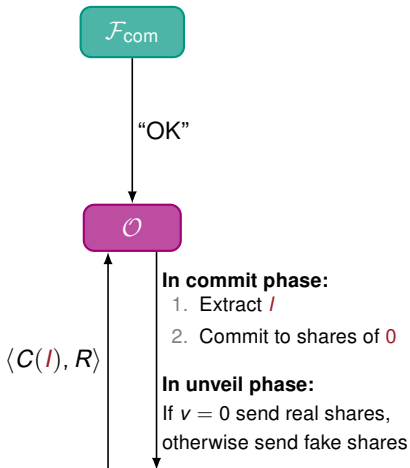 𝓕com
“OK”
𝒪
In commit phase:
1. Extract I
2. Commit to shares of 0
⟨C(I), R⟩
In unveil phase:
If v = 0 send real shares,
otherwise send fake shares